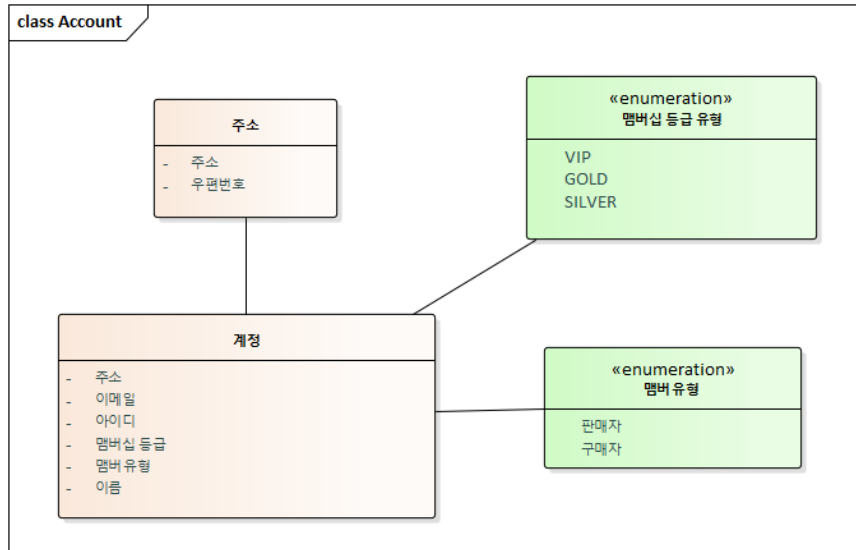 class Account
주소
- 주소
- 우편번호
«enumeration»
맴버십 등급 유형
VIP
GOLD
SILVER
계정
- 주소
- 이메일
- 아이디
- 맴버십 등급
- 맴버 유형
- 이름
«enumeration»
맴버 유형
판매자
구매자